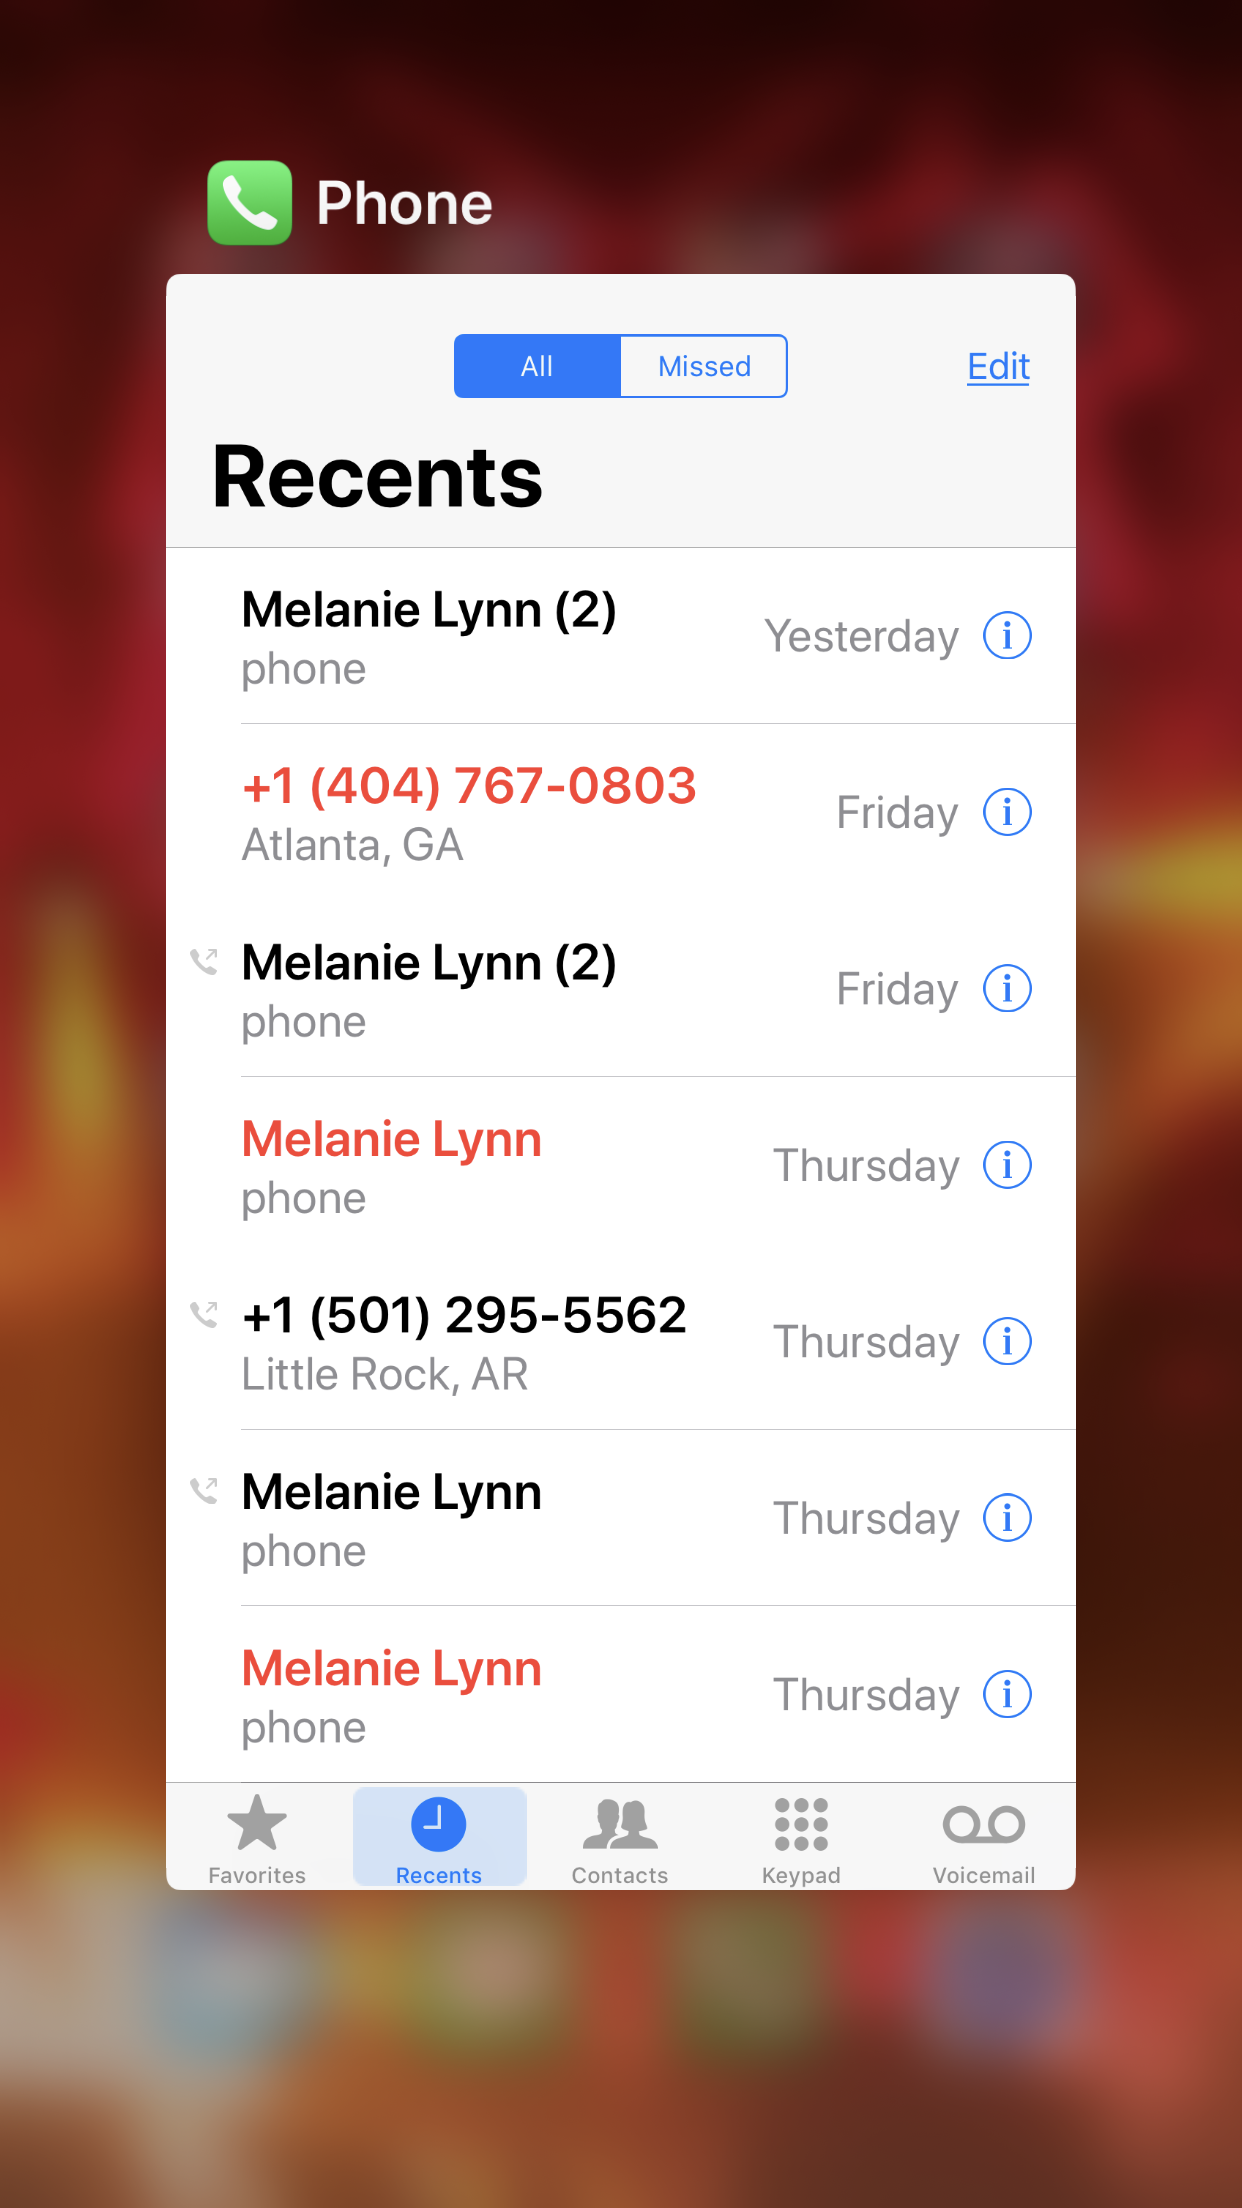 Phone
All Missed Edit
Recents
Melanie Lynn (2)
phone
Yesterday
+1 (404) 767-0803
Atlanta, GA
Friday
Melanie Lynn (2)
phone
Friday
Melanie Lynn
phone
Thursday
+1 (501) 295-5562
Little Rock, AR
Thursday
Melanie Lynn
phone
Thursday
Melanie Lynn
phone
Thursday
Favorites Recents Contacts Keypad Voicemail